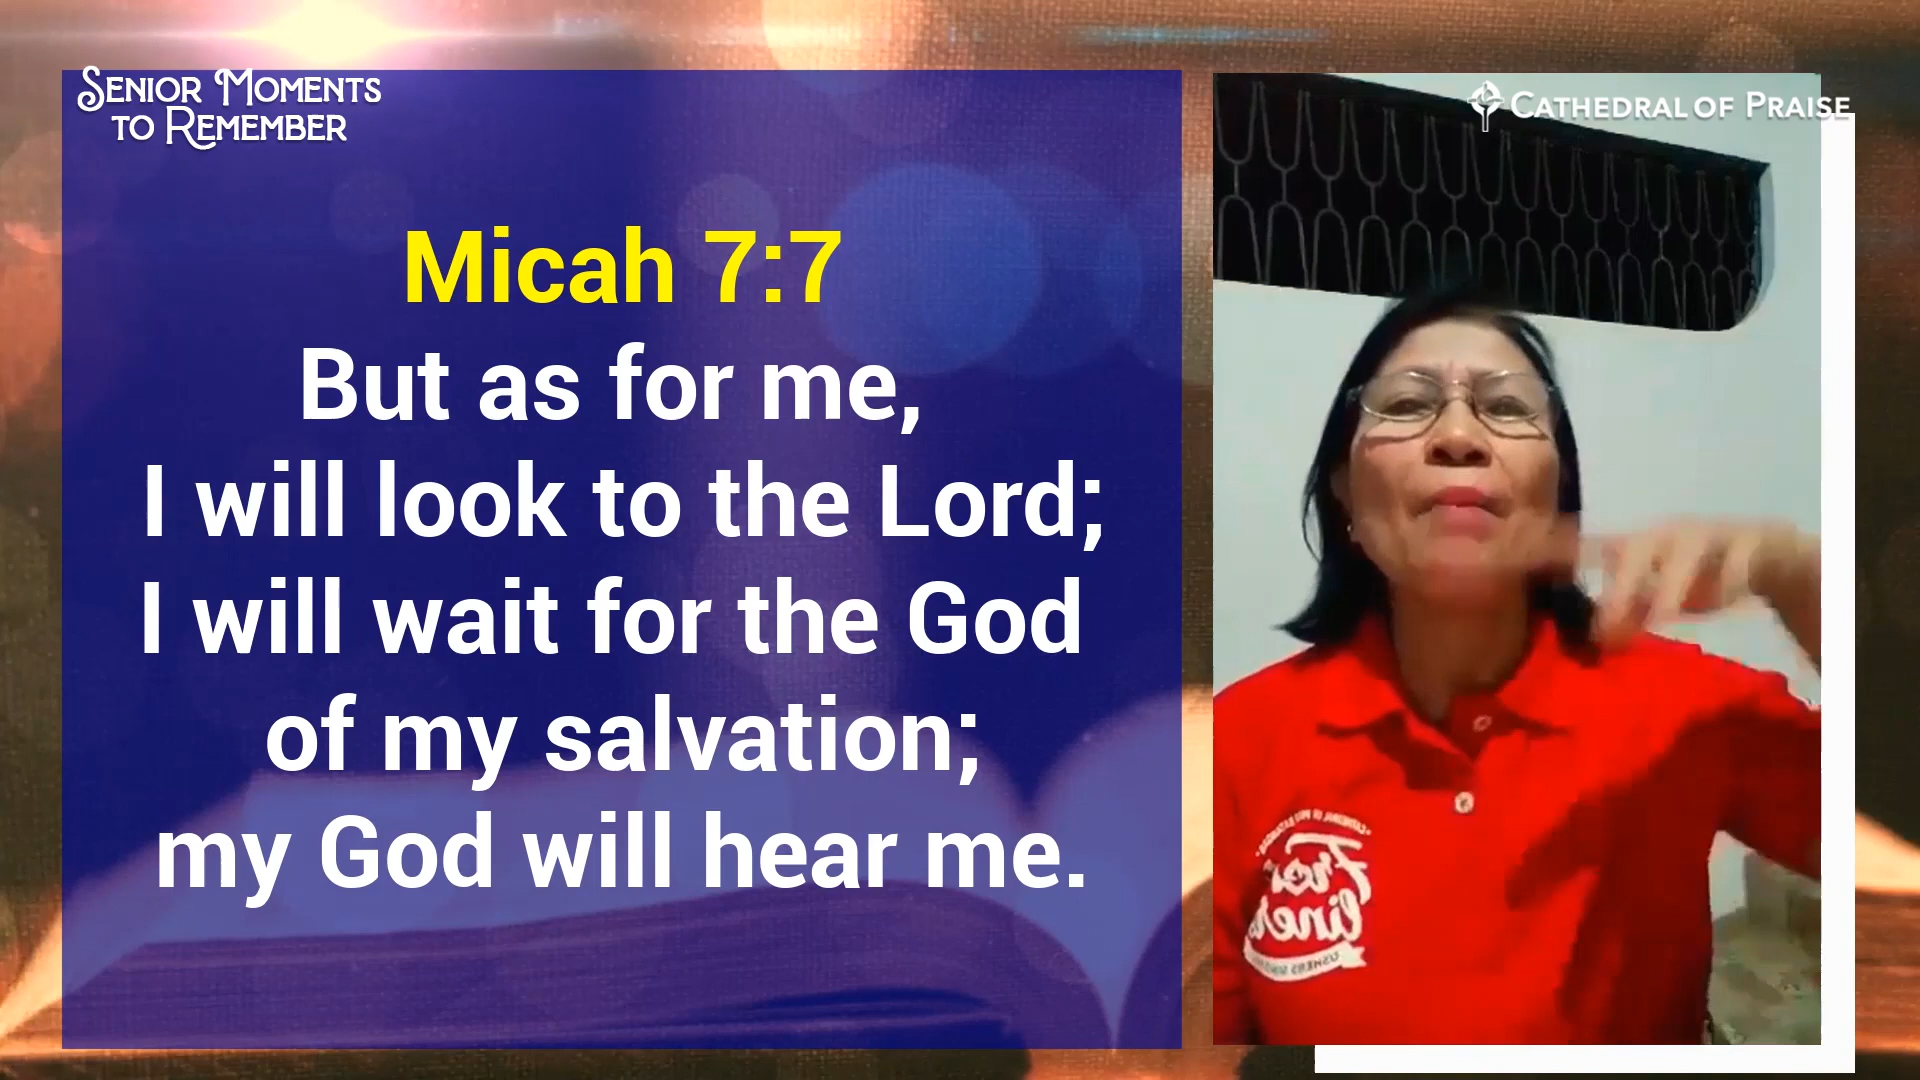 Senior Moments
to Remember
Cathedral of Praise
Micah 7:7
But as for me,
I will look to the Lord;
I will wait for the God
of my salvation;
my God will hear me.